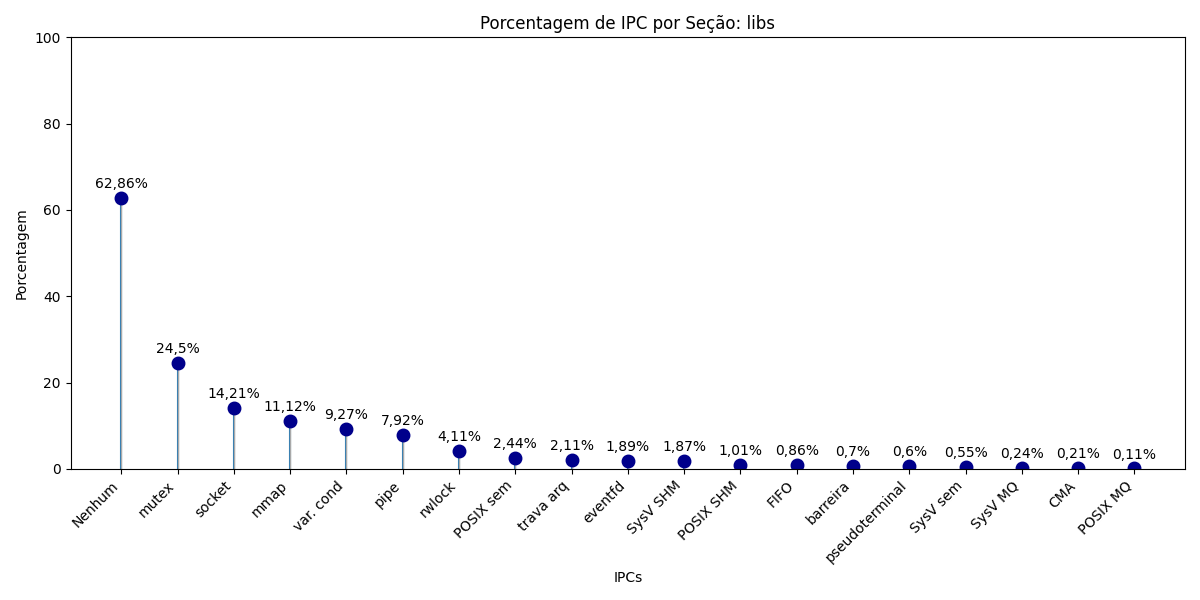 Porcentagem de IPC por Seção: libs
100
80
60
40
20
0
Porcentagem
62,86%
24,5%
14,21%
11,12%
9,27%
7,92%
4,11%
2,44%
2,11%
1,89%
1,87%
1,01%
0,86%
0,7%
0,6%
0,55%
0,24%
0,21%
0,11%
Nenhum
mutex
socket
mmap
var. cond
pipe
rwlock
POSIX sem
trava arq
eventfd
SysV SHM
POSIX SHM
FIFO
barreira
pseudoterminal
SysV sem
SysV MQ
CMA
POSIX MQ
IPCs